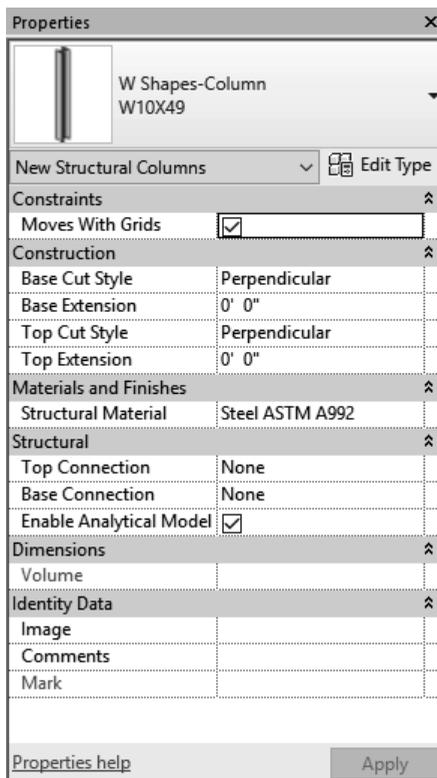 Properties
W Shapes-Column
W10X49
New Structural Columns Edit Type
Constraints
Moves With Grids
Construction
Base Cut Style Perpendicular
Base Extension 0' 0"
Top Cut Style Perpendicular
Top Extension 0' 0"
Materials and Finishes
Structural Material Steel ASTM A992
Structural
Top Connection None
Base Connection None
Enable Analytical Model
Dimensions
Volume
Identity Data
Image
Comments
Mark
Properties help Apply